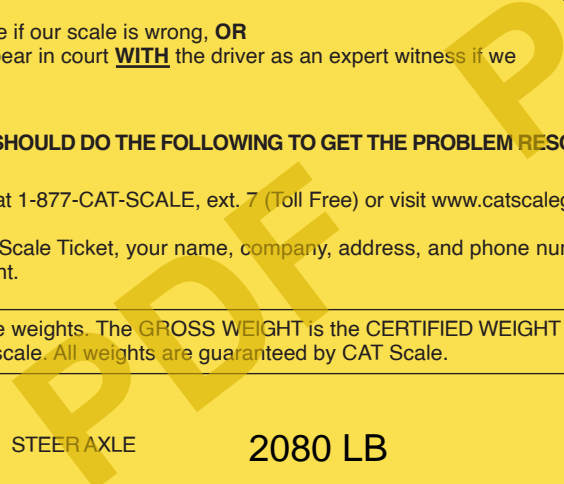 e if our scale is wrong, OR
pear in court WITH the driver as an expert witness if we
SHOULD DO THE FOLLOWING TO GET THE PROBLEM RESO
at 1-877-CAT-SCALE, ext. 7 (Toll Free) or visit www.catscaleg
Scale Ticket, your name, company, address, and phone nu
nt.
e weights. The GROSS WEIGHT is the CERTIFIED WEIGHT
scale. All weights are guaranteed by CAT Scale.
STEER AXLE 2080 LB
PDF P